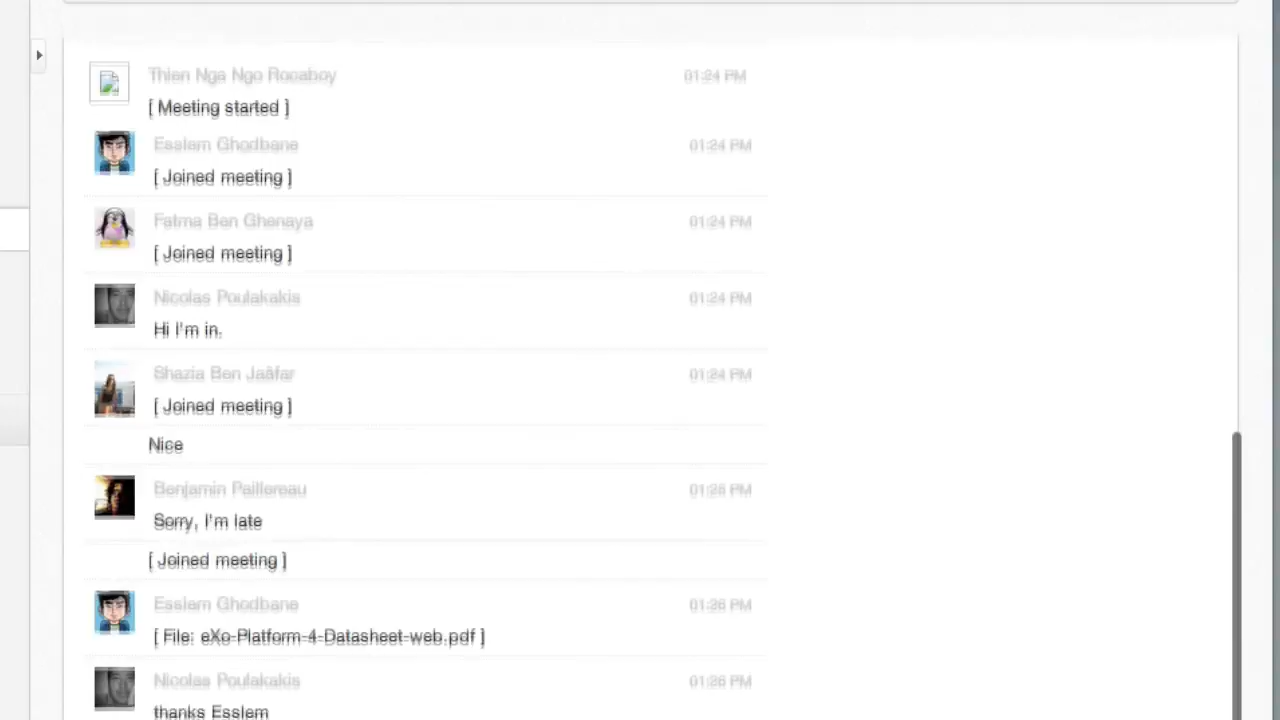 Thien Nga Ngo Rocaboy 01:24 PM
[ Meeting started ]
Esslem Ghodbane 01:24 PM
[ Joined meeting ]
Fatma Ben Ghenaya 01:24 PM
[ Joined meeting ]
Nicolas Poulakakis 01:24 PM
Hi I'm in.
Shazia Ben Jaâfar 01:24 PM
[ Joined meeting ]
Nice
Benjamin Paillereau
Sorry, I'm late
[ Joined meeting ]
Esslem Ghodbane 01:26 PM
[ File: eXo-Platform-4-Datasheet-web.pdf ]
Nicolas Poulakakis 01:26 PM
thanks Esslem